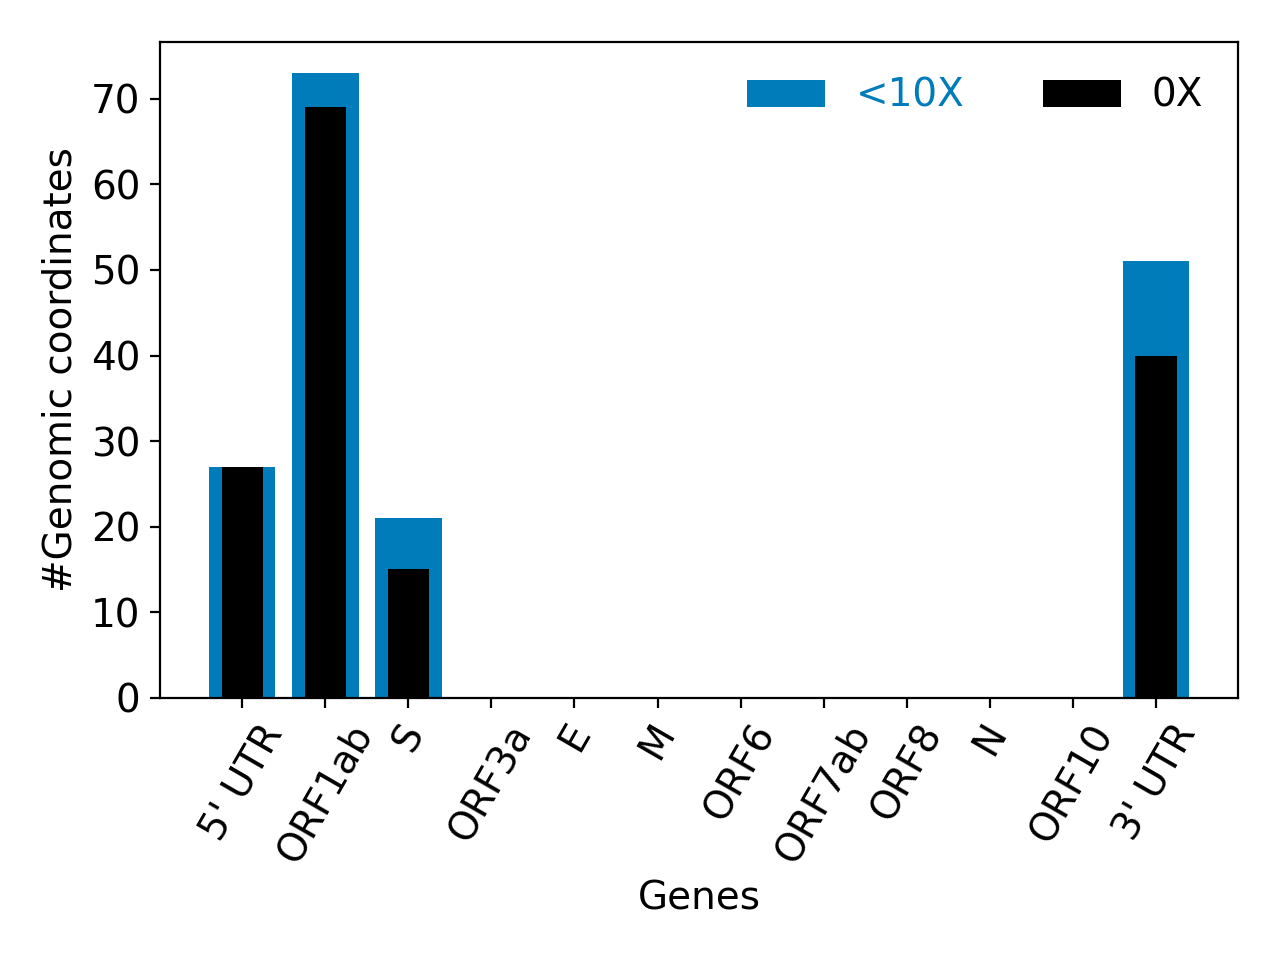 <10X 0X
70
60
50
40
30
20
10
0
#Genomic coordinates
5' UTR
ORF1ab
S
ORF3a
E
M
ORF6
ORF7ab
ORF8
N
ORF10
3' UTR
Genes